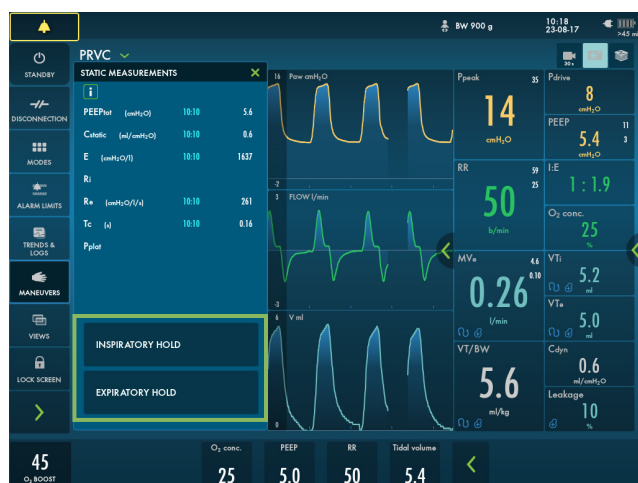 BW 900 g
10:18
23-08-17
>45 m
STANDBY
DISCONNECTION
MODES
ALARM LIMITS
TRENDS &
LOGS
MANEUVERS
VIEWS
LOCK SCREEN
45
O₂ BOOST
PRVC
30s
STATIC MEASUREMENTS
i
PEEPtot (cmH₂O) 10:10 5.6
Cstatic (ml/cmH₂O) 10:10 0.6
E (cmH₂O/l) 10:10 1637
Ri
Re (cmH₂O/l/s) 10:10 261
Tc (s) 10:10 0.16
Pplat
INSPIRATORY HOLD
EXPIRATORY HOLD
16 Paw cmH₂O
-2
3 FLOW l/min
-3
6 V ml
0
Ppeak 35
14
cmH₂O
RR 59
25
50
b/min
MVe 4.6
0.10
0.26
l/min
VT/BW
5.6
ml/kg
Pdrive
8
cmH₂O
PEEP 11
5.4 3
cmH₂O
I:E
1 : 1.9
O₂ conc.
25
%
VTi
5.2
ml
VTe
5.0
ml
Cdyn
0.6
ml/cmH₂O
Leakage
10
%
O₂ conc.
25
PEEP
5.0
RR
50
Tidal volume
5.4